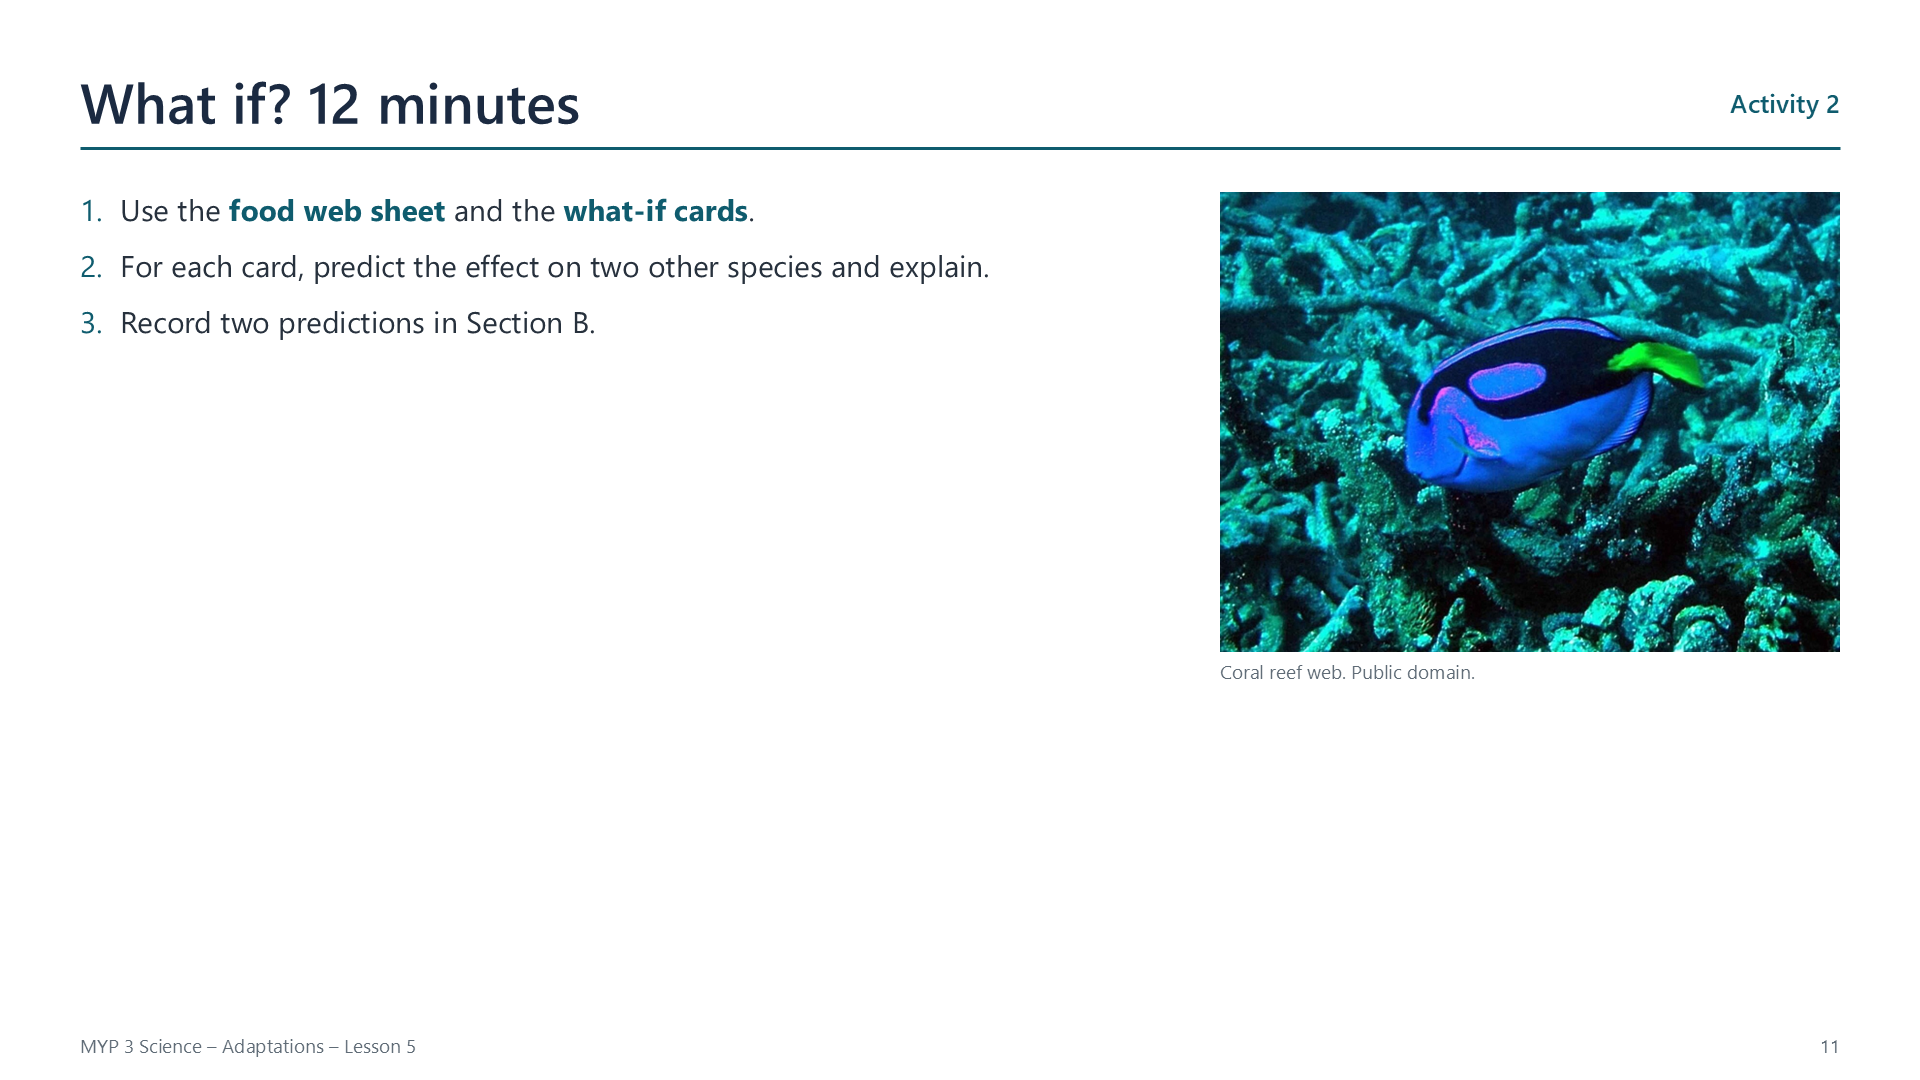 What if? 12 minutes
Activity 2
1. Use the food web sheet and the what-if cards.
2. For each card, predict the effect on two other species and explain.
3. Record two predictions in Section B.
Coral reef web. Public domain.
MYP 3 Science – Adaptations – Lesson 5
11